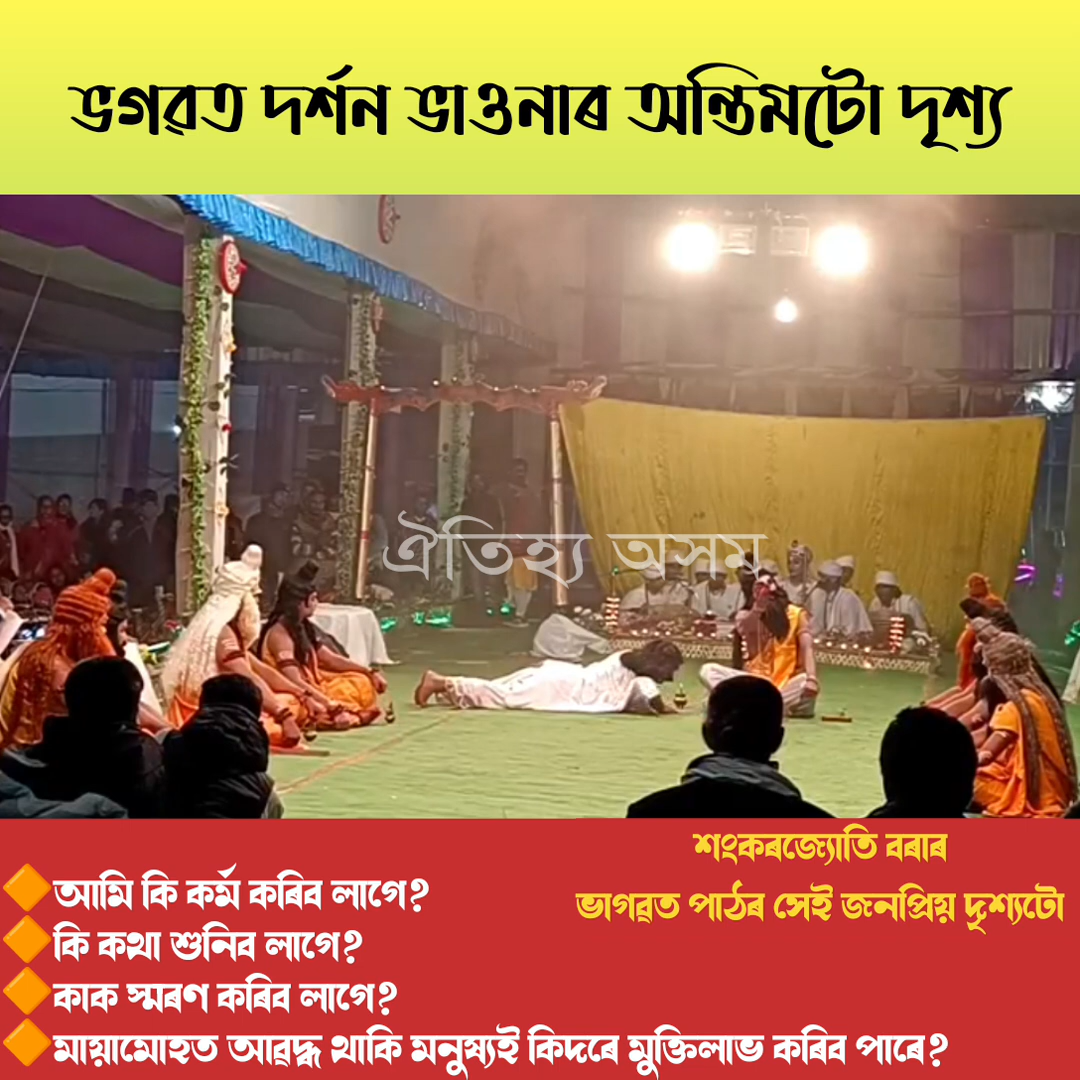 ভগৱত দৰ্শন ভাওনাৰ অন্তিমটো দৃশ্য
ঐতিহ্য অসম
শংকৰজ্যোতি বৰাৰ
ভাগৱত পাঠৰ সেই জনপ্ৰিয় দৃশ্যটো
আমি কি কৰ্ম কৰিব লাগে?
কি কথা শুনিব লাগে?
কাক স্মৰণ কৰিব লাগে?
মায়ামোহত আৱদ্ধ থাকি মনুষ্যই কিদৰে মুক্তিলাভ কৰিব পাৰে?